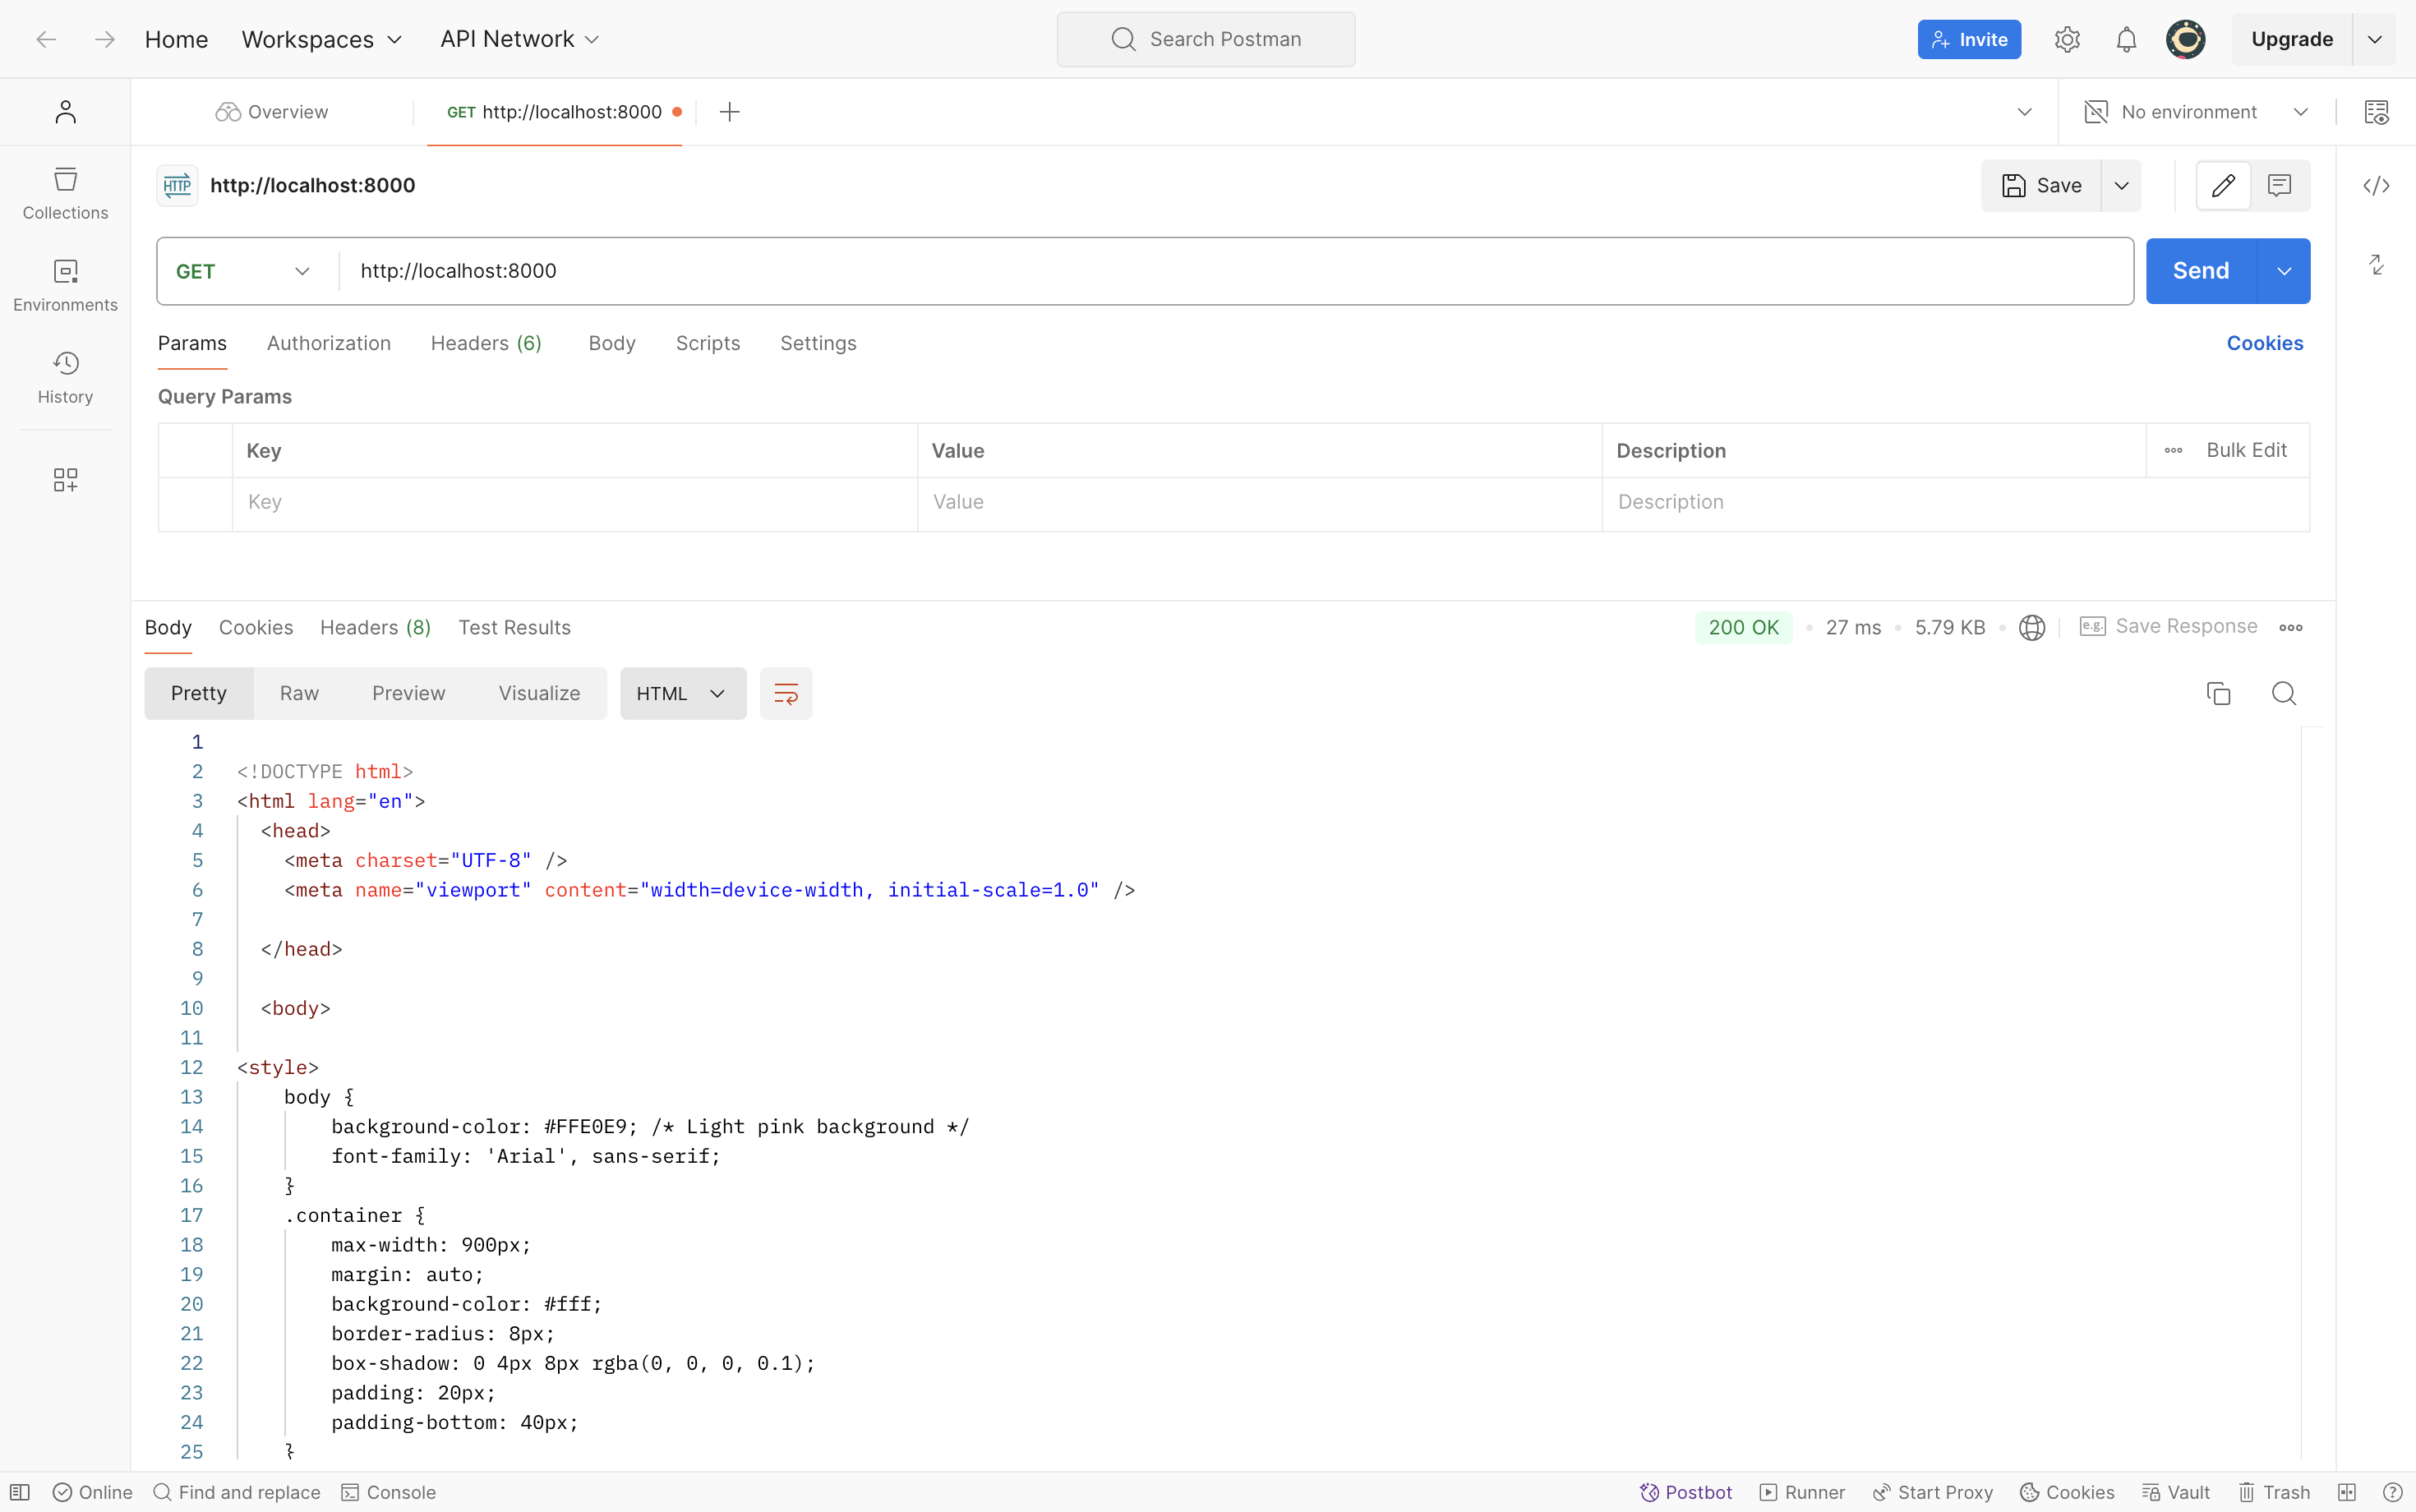 Home Workspaces API Network Search Postman Invite Upgrade
Overview GET http://localhost:8000 No environment
HTTP http://localhost:8000 Save
Collections
GET http://localhost:8000 Send
Environments
Params Authorization Headers (6) Body Scripts Settings Cookies
History
Query Params
Key Value Description Bulk Edit
Key Value Description
Body Cookies Headers (8) Test Results 200 OK 27 ms 5.79 KB e.g. Save Response
Pretty Raw Preview Visualize HTML
1
2 <!DOCTYPE html>
3 <html lang="en">
4 <head>
5 <meta charset="UTF-8" />
6 <meta name="viewport" content="width=device-width, initial-scale=1.0" />
7
8 </head>
9
10 <body>
11
12 <style>
13 body {
14 background-color: #FFE0E9; /* Light pink background */
15 font-family: 'Arial', sans-serif;
16 }
17 .container {
18 max-width: 900px;
19 margin: auto;
20 background-color: #fff;
21 border-radius: 8px;
22 box-shadow: 0 4px 8px rgba(0, 0, 0, 0.1);
23 padding: 20px;
24 padding-bottom: 40px;
25 }
Online Find and replace Console Postbot Runner Start Proxy Cookies Vault Trash